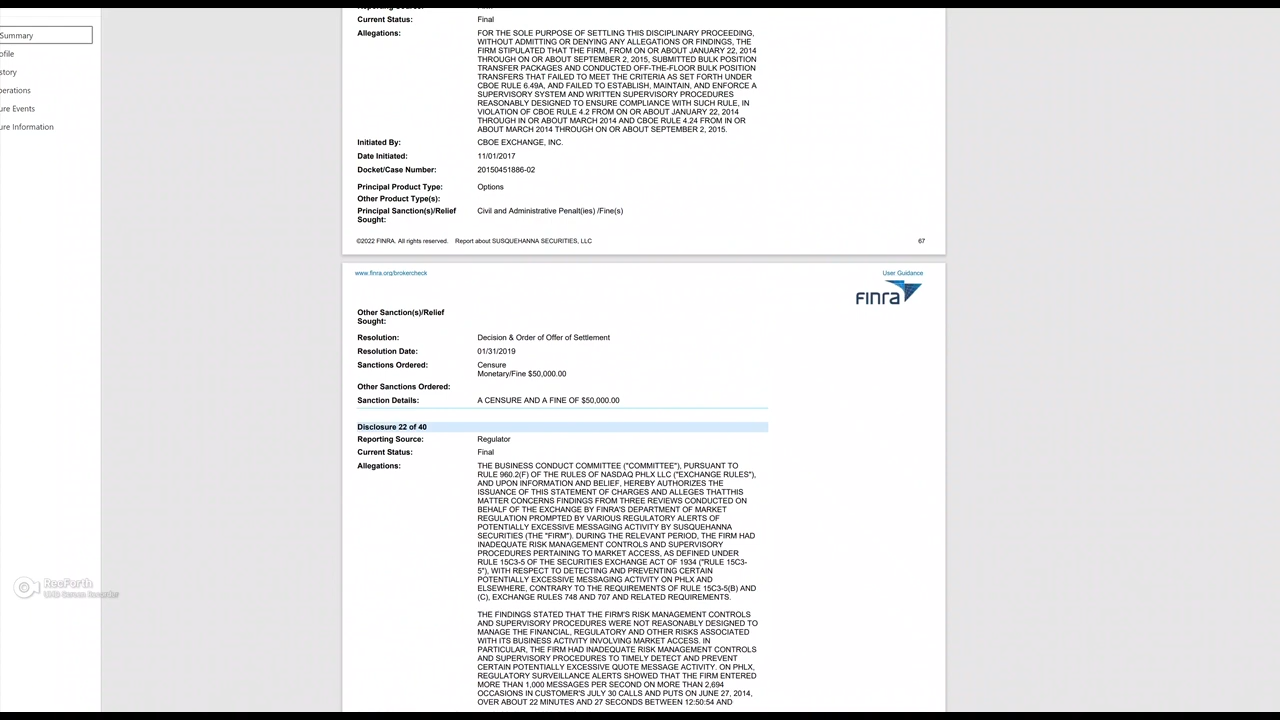 Summary
ofile
story
perations
ure Events
ure Information
Current Status: Final
Allegations: FOR THE SOLE PURPOSE OF SETTLING THIS DISCIPLINARY PROCEEDING,
WITHOUT ADMITTING OR DENYING ANY ALLEGATIONS OR FINDINGS, THE
FIRM STIPULATED THAT THE FIRM, FROM ON OR ABOUT JANUARY 22, 2014
THROUGH ON OR ABOUT SEPTEMBER 2, 2015, SUBMITTED BULK POSITION
TRANSFER PACKAGES AND CONDUCTED OFF-THE-FLOOR BULK POSITION
TRANSFERS THAT FAILED TO MEET THE CRITERIA AS SET FORTH UNDER
CBOE RULE 6.49A, AND FAILED TO ESTABLISH, MAINTAIN, AND ENFORCE A
SUPERVISORY SYSTEM AND WRITTEN SUPERVISORY PROCEDURES
REASONABLY DESIGNED TO ENSURE COMPLIANCE WITH SUCH RULE, IN
VIOLATION OF CBOE RULE 4.2 FROM ON OR ABOUT JANUARY 22, 2014
THROUGH IN OR ABOUT MARCH 2014 AND CBOE RULE 4.24 FROM IN OR
ABOUT MARCH 2014 THROUGH ON OR ABOUT SEPTEMBER 2, 2015.
Initiated By: CBOE EXCHANGE, INC.
Date Initiated: 11/01/2017
Docket/Case Number: 20150451886-02
Principal Product Type: Options
Other Product Type(s):
Principal Sanction(s)/Relief Civil and Administrative Penalt(ies) /Fine(s)
Sought:
©2022 FINRA. All rights reserved. Report about SUSQUEHANNA SECURITIES, LLC 67
www.finra.org/brokercheck User Guidance
finra
Other Sanction(s)/Relief
Sought:
Resolution: Decision & Order of Offer of Settlement
Resolution Date: 01/31/2019
Sanctions Ordered: Censure
Monetary/Fine $50,000.00
Other Sanctions Ordered:
Sanction Details: A CENSURE AND A FINE OF $50,000.00
Disclosure 22 of 40
Reporting Source: Regulator
Current Status: Final
Allegations: THE BUSINESS CONDUCT COMMITTEE ("COMMITTEE"), PURSUANT TO
RULE 960.2(F) OF THE RULES OF NASDAQ PHLX LLC ("EXCHANGE RULES"),
AND UPON INFORMATION AND BELIEF, HEREBY AUTHORIZES THE
ISSUANCE OF THIS STATEMENT OF CHARGES AND ALLEGES THATTHIS
MATTER CONCERNS FINDINGS FROM THREE REVIEWS CONDUCTED ON
BEHALF OF THE EXCHANGE BY FINRA'S DEPARTMENT OF MARKET
REGULATION PROMPTED BY VARIOUS REGULATORY ALERTS OF
POTENTIALLY EXCESSIVE MESSAGING ACTIVITY BY SUSQUEHANNA
SECURITIES (THE "FIRM"). DURING THE RELEVANT PERIOD, THE FIRM HAD
INADEQUATE RISK MANAGEMENT CONTROLS AND SUPERVISORY
PROCEDURES PERTAINING TO MARKET ACCESS, AS DEFINED UNDER
RULE 15C3-5 OF THE SECURITIES EXCHANGE ACT OF 1934 ("RULE 15C3-
5"), WITH RESPECT TO DETECTING AND PREVENTING CERTAIN
POTENTIALLY EXCESSIVE MESSAGING ACTIVITY ON PHLX AND
ELSEWHERE, CONTRARY TO THE REQUIREMENTS OF RULE 15C3-5(B) AND
(C), EXCHANGE RULES 748 AND 707 AND RELATED REQUIREMENTS.
THE FINDINGS STATED THAT THE FIRM'S RISK MANAGEMENT CONTROLS
AND SUPERVISORY PROCEDURES WERE NOT REASONABLY DESIGNED TO
MANAGE THE FINANCIAL, REGULATORY AND OTHER RISKS ASSOCIATED
WITH ITS BUSINESS ACTIVITY INVOLVING MARKET ACCESS. IN
PARTICULAR, THE FIRM HAD INADEQUATE RISK MANAGEMENT CONTROLS
AND SUPERVISORY PROCEDURES TO TIMELY DETECT AND PREVENT
CERTAIN POTENTIALLY EXCESSIVE QUOTE MESSAGE ACTIVITY. ON PHLX,
REGULATORY SURVEILLANCE ALERTS SHOWED THAT THE FIRM ENTERED
MORE THAN 1,000 MESSAGES PER SECOND ON MORE THAN 2,694
OCCASIONS IN CUSTOMER'S JULY 30 CALLS AND PUTS ON JUNE 27, 2014,
OVER ABOUT 22 MINUTES AND 27 SECONDS BETWEEN 12:50:54 AND
RecForth